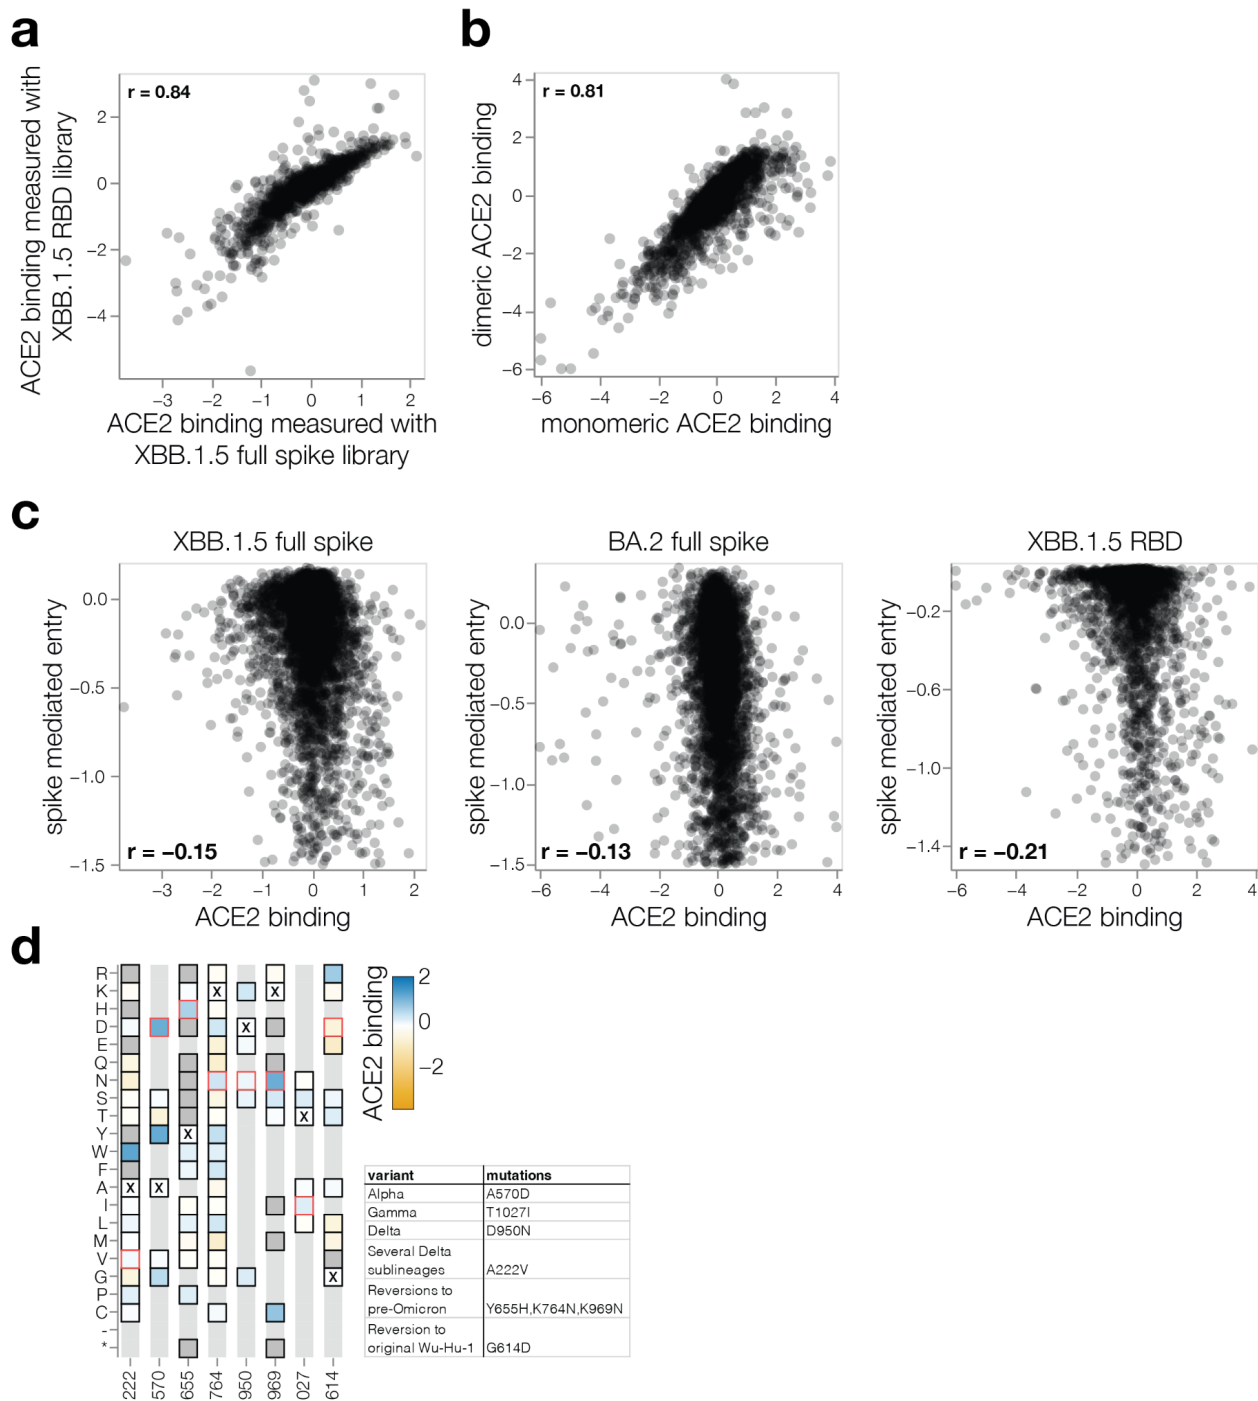 a
ACE2 binding measured with
XBB.1.5 RBD library
r = 0.84
2
0
−2
−4
−3
−2
−1
0
1
2
ACE2 binding measured with
XBB.1.5 full spike library
b
dimeric ACE2 binding
r = 0.81
4
2
0
−2
−4
−6
−6
−4
−2
0
2
4
monomeric ACE2 binding
c
XBB.1.5 full spike
spike mediated entry
0.0
−0.5
−1.0
−1.5
r = −0.15
−3
−2
−1
0
1
2
ACE2 binding
BA.2 full spike
spike mediated entry
0.0
−0.5
−1.0
−1.5
r = −0.13
−6
−4
−2
0
2
4
ACE2 binding
XBB.1.5 RBD
spike mediated entry
−0.2
−0.6
−1.0
−1.4
r = −0.21
−6
−4
−2
0
2
4
ACE2 binding
d
R
K X X
H
D X
E
Q
N
S
T X
Y X
W
F
A X X
I
L
M
V
G X
P
C
-
*
222
570
655
764
950
969
027
614
ACE2 binding
2
0
−2
variant mutations
Alpha A570D
Gamma T1027I
Delta D950N
Several Delta
sublineages A222V
Reversions to
pre-Omicron Y655H,K764N,K969N
Reversion to
original Wu-Hu-1 G614D